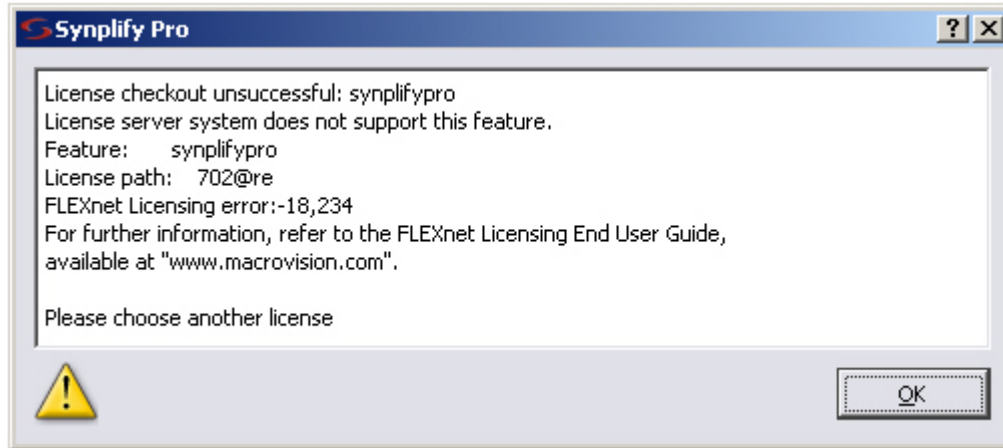 Synplify Pro
License checkout unsuccessful: synplifypro
License server system does not support this feature.
Feature: synplifypro
License path: 702@re
FLEXnet Licensing error:-18,234
For further information, refer to the FLEXnet Licensing End User Guide,
available at "www.macrovision.com".
Please choose another license
OK